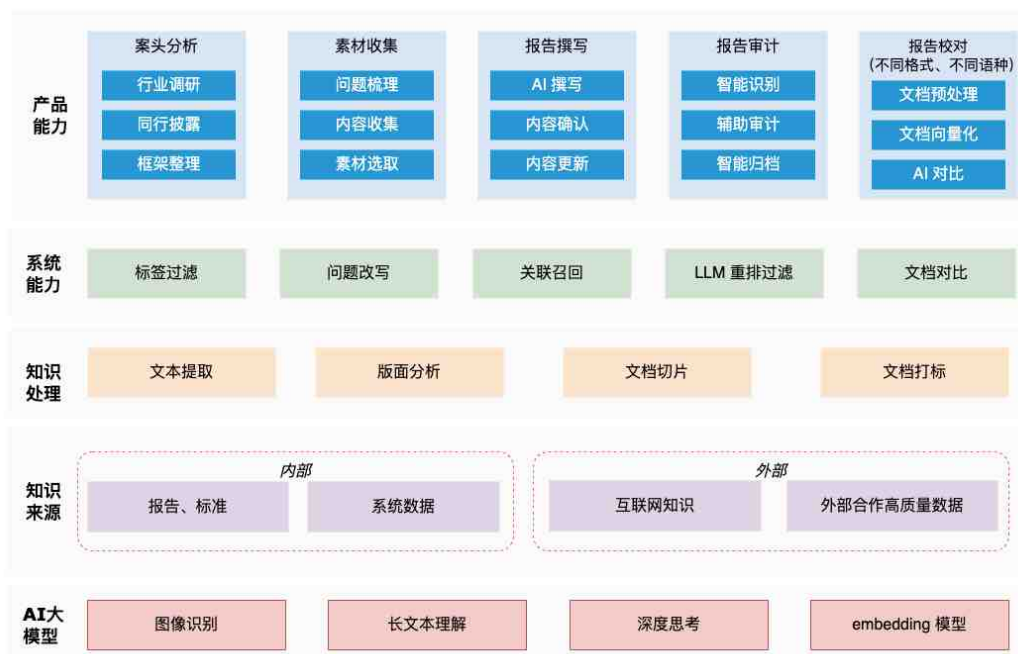 产品
能力
案头分析
行业调研
同行披露
框架整理
素材收集
问题梳理
内容收集
素材选取
报告撰写
AI 撰写
内容确认
内容更新
报告审计
智能识别
辅助审计
智能归档
报告校对
(不同格式、不同语种)
文档预处理
文档向量化
AI 对比
系统
能力
标签过滤
问题改写
关联召回
LLM 重排过滤
文档对比
知识
处理
文本提取
版面分析
文档切片
文档打标
知识
来源
内部
报告、标准
系统数据
外部
互联网知识
外部合作高质量数据
AI大
模型
图像识别
长文本理解
深度思考
embedding 模型